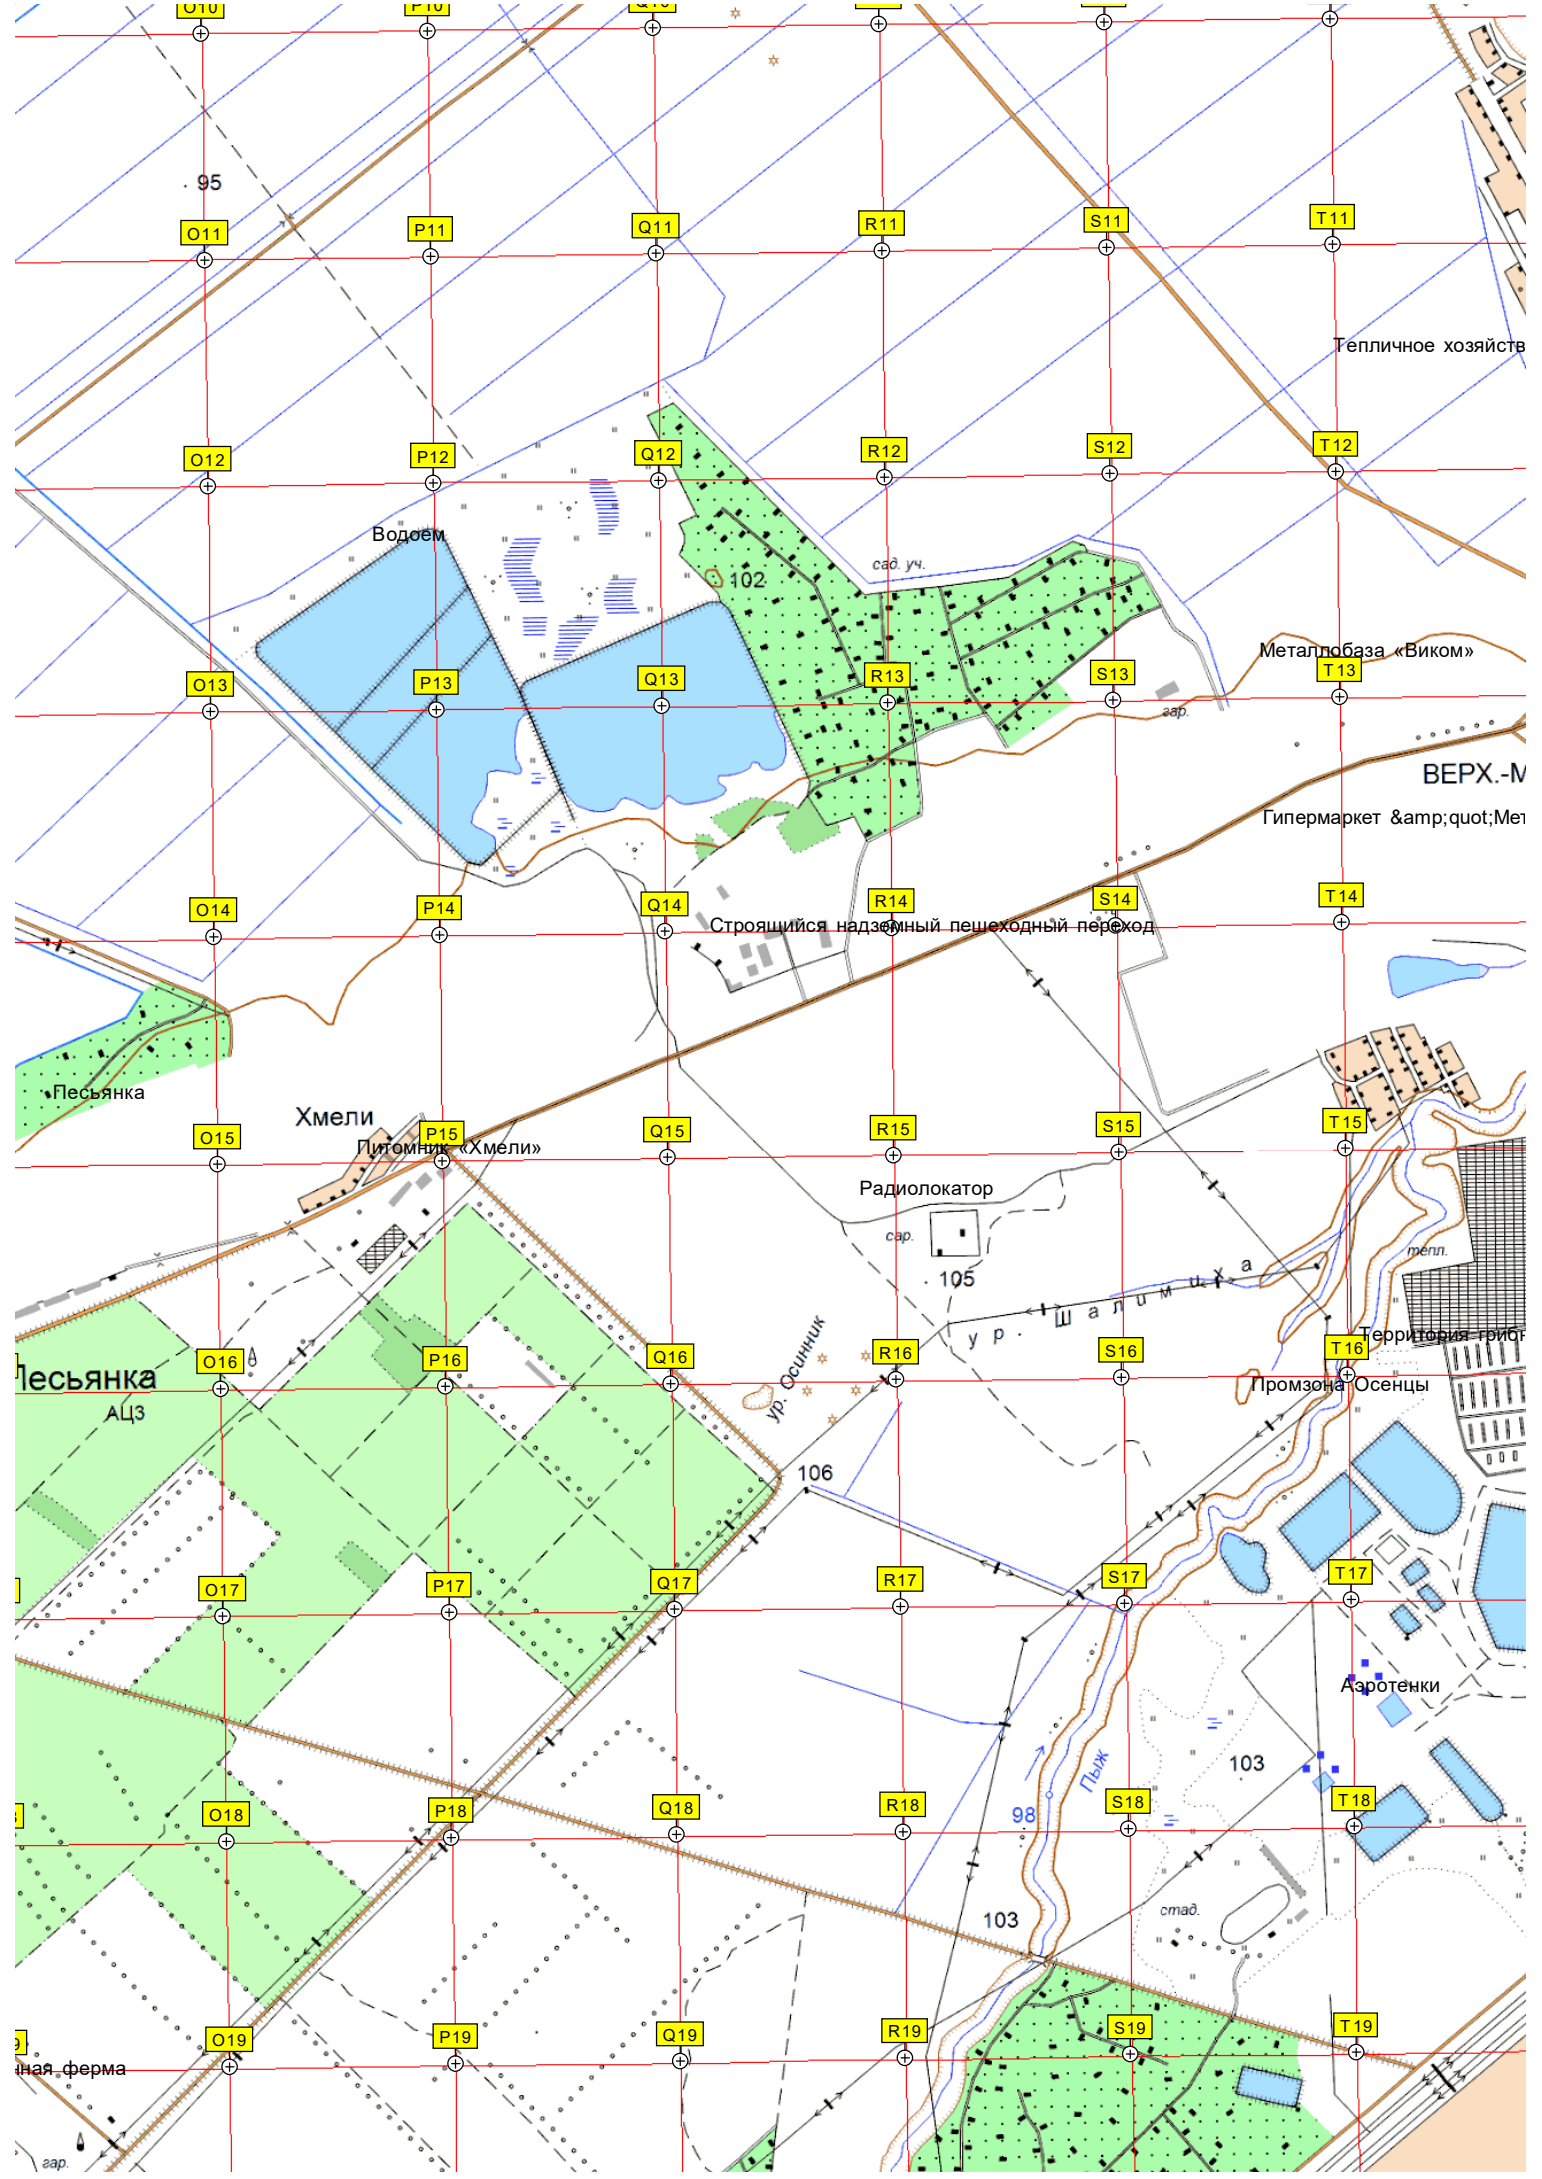 O10
P10
95
O11
P11
Q11
R11
S11
T11
Тепличное хозяйств
O12
P12
Q12
R12
S12
T12
Водоем
сад. уч.
102
Металлобаза «Виком»
O13
P13
Q13
R13
S13
T13
гар.
ВЕРХ.-М
Гипермаркет &amp;quot;Мет
O14
P14
Q14
R14
S14
T14
Строящийся надземный пешеходный переход
Песьянка
Хмели
O15
P15
Q15
R15
S15
T15
Питомник «Хмели»
Радиолокатор
сар.
тепл.
105
ур. Шалимиха
Территория гриб
ур. Осинник
O16
P16
Q16
R16
S16
T16
Песьянка
Промзона Осенцы
АЦЗ
106
O17
P17
Q17
R17
S17
T17
Аэротенки
103
Пыж
98
O18
P18
Q18
R18
S18
T18
стад.
103
O19
P19
Q19
R19
S19
T19
ная ферма
гар.